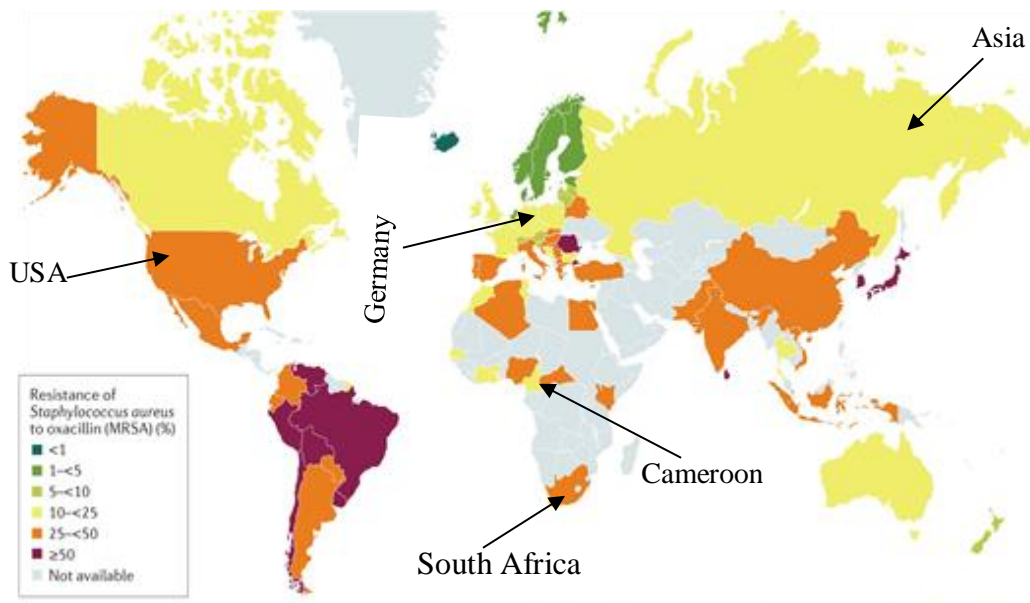 Asia
USA
Germany
Cameroon
South Africa
Resistance of
Staphylococcus aureus
to oxacillin (MRSA) (%)
<1
1–<5
5–<10
10–<25
25–<50
≥50
Not available